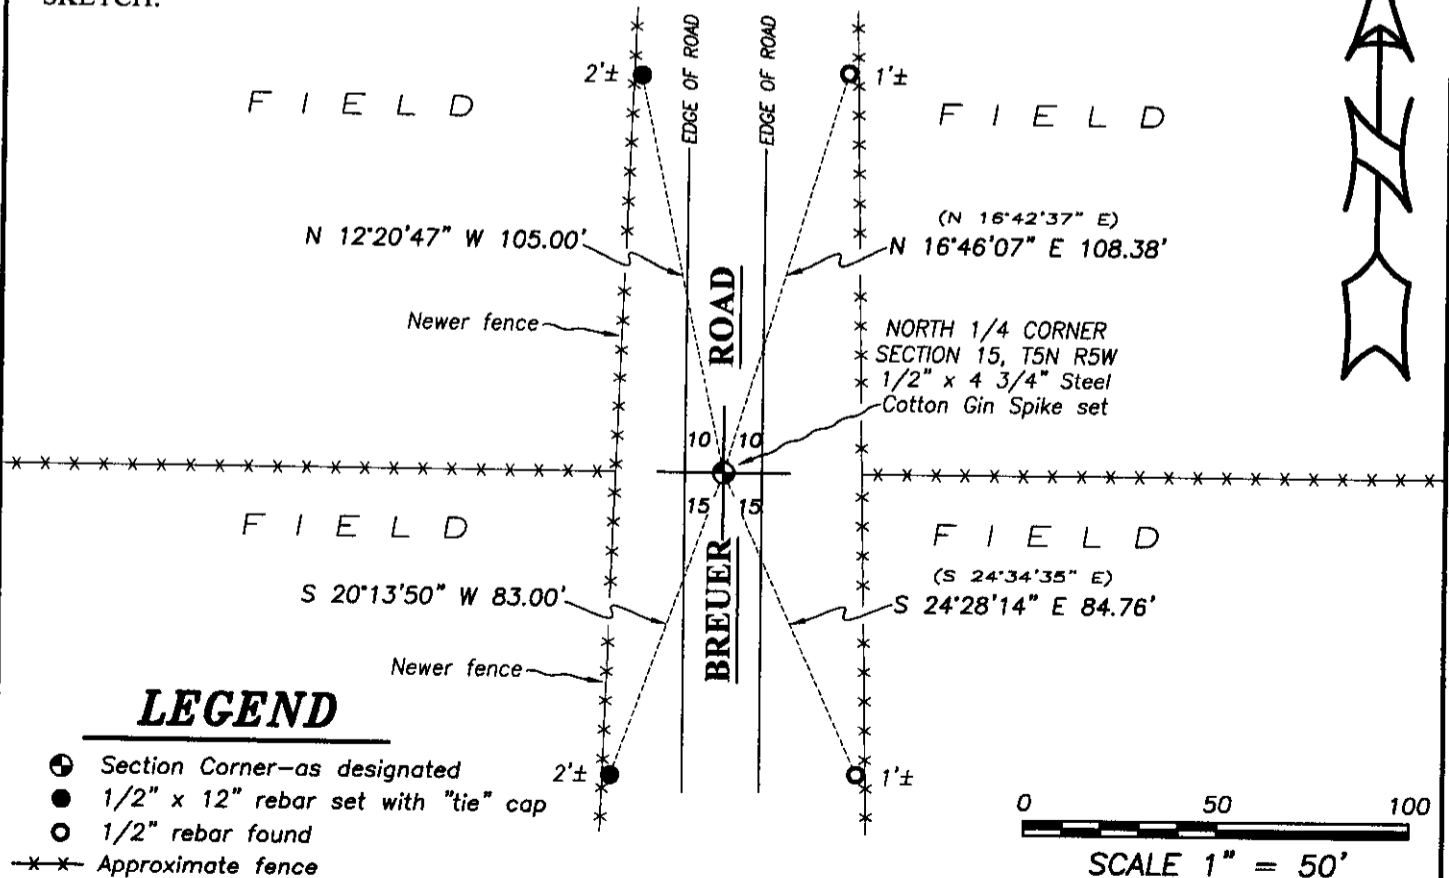 SKETCH:
EDGE OF ROAD
EDGE OF ROAD
2'±
1'±
F I E L D
F I E L D
N 12°20'47" W 105.00'
(N 16°42'37" E)
N 16°46'07" E 108.38'
ROAD
Newer fence
NORTH 1/4 CORNER
SECTION 15, T5N R5W
1/2" x 4 3/4" Steel
Cotton Gin Spike set
10 10
15 15
F I E L D
F I E L D
(S 24°34'35" E)
S 20°13'50" W 83.00'
S 24°28'14" E 84.76'
BREUER
Newer fence
LEGEND
2'±
1'±
Section Corner-as designated
1/2" x 12" rebar set with "tie" cap
1/2" rebar found
Approximate fence
N
0 50 100
SCALE 1" = 50'